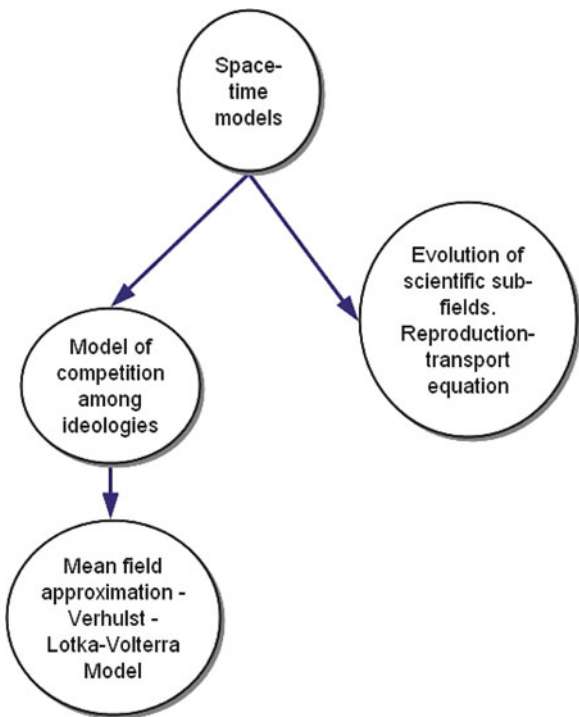 Space-
time
models
Evolution of
scientific sub-
fields.
Reproduction-
transport
equation
Model of
competition
among
ideologies
Mean field
approximation -
Verhulst -
Lotka-Volterra
Model